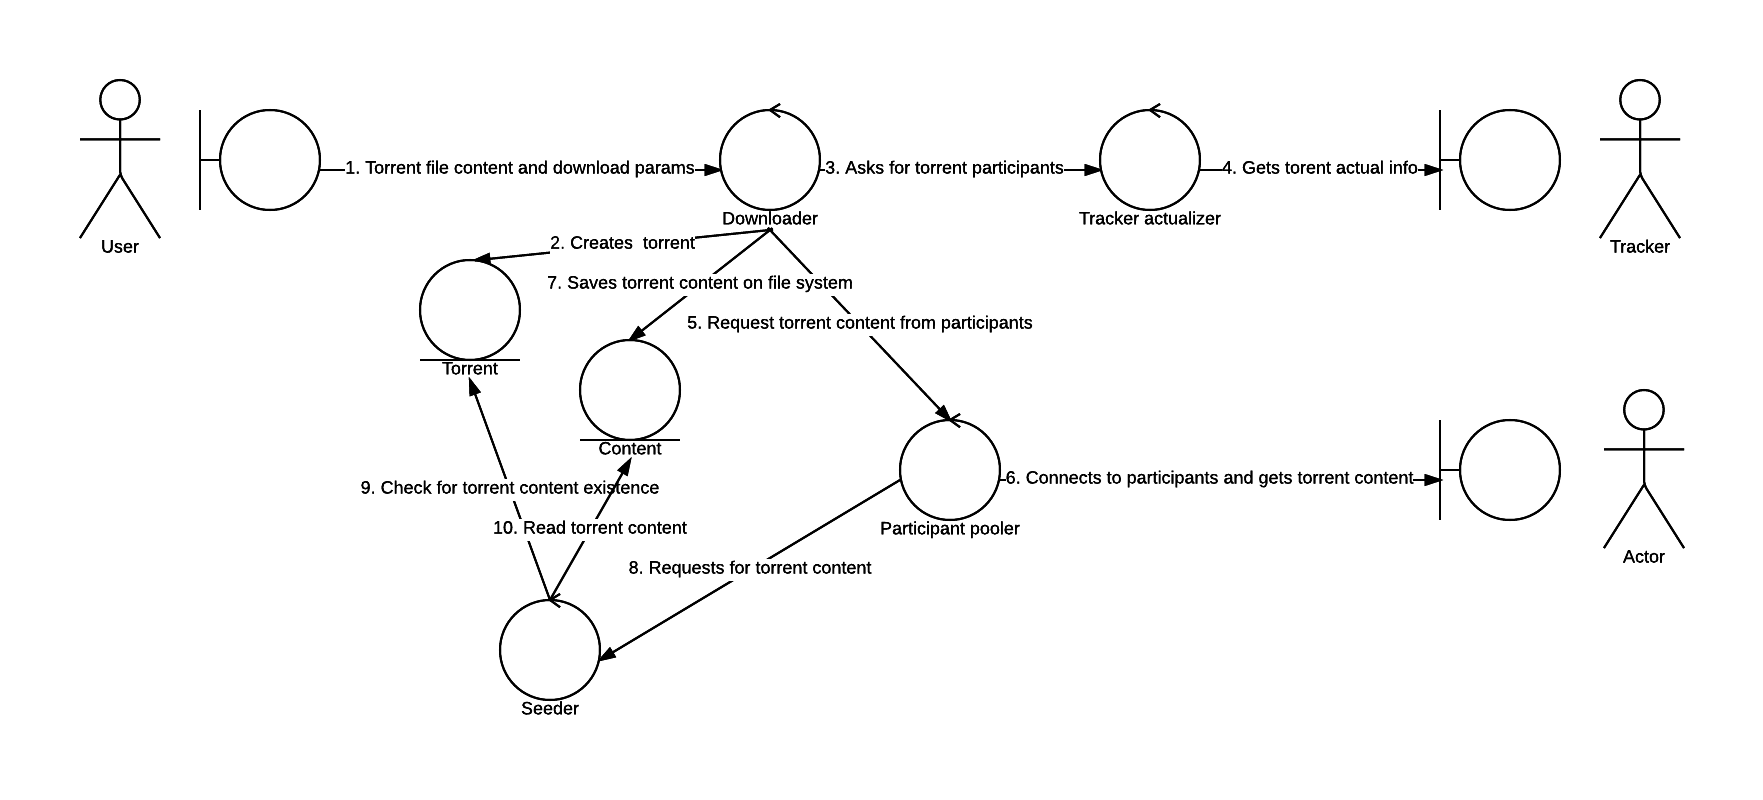 1. Torrent file content and download params
3. Asks for torrent participants
4. Gets torent actual info
Downloader
Tracker actualizer
User
Tracker
2. Creates  torrent
7. Saves torrent content on file system
5. Request torrent content from participants
Torrent
Content
9. Check for torrent content existence
6. Connects to participants and gets torrent content
10. Read torrent content
Participant pooler
Actor
8. Requests for torrent content
Seeder